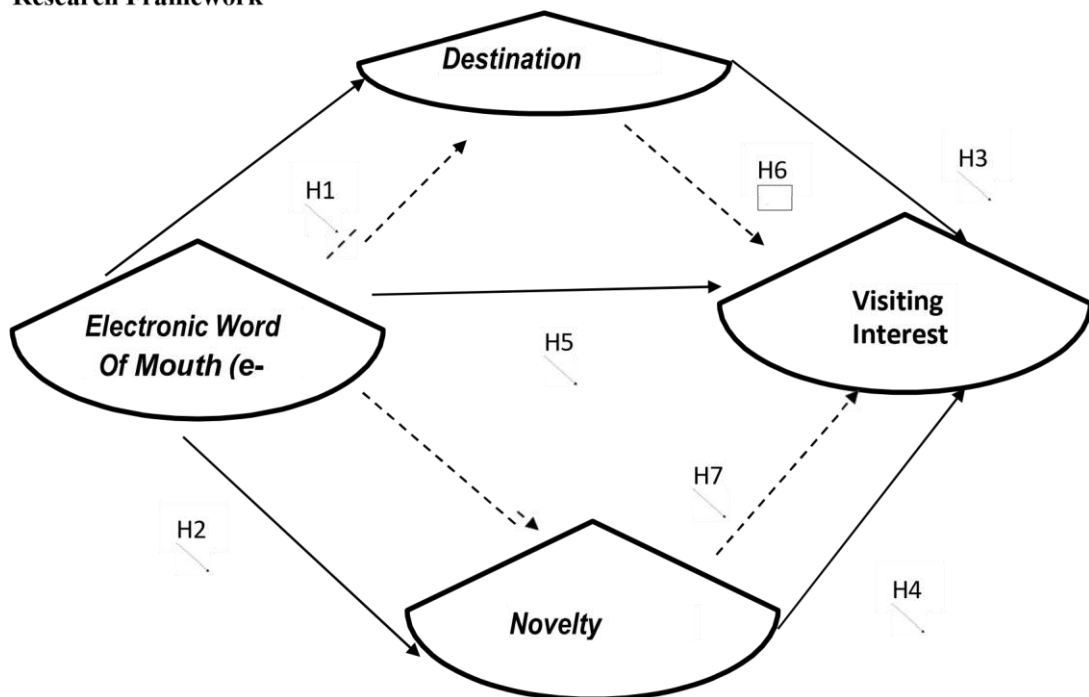 Research Framework
Destination
H1
H6
H3
Electronic Word
Of Mouth (e-
Visiting
Interest
H5
H7
H2
H4
Novelty